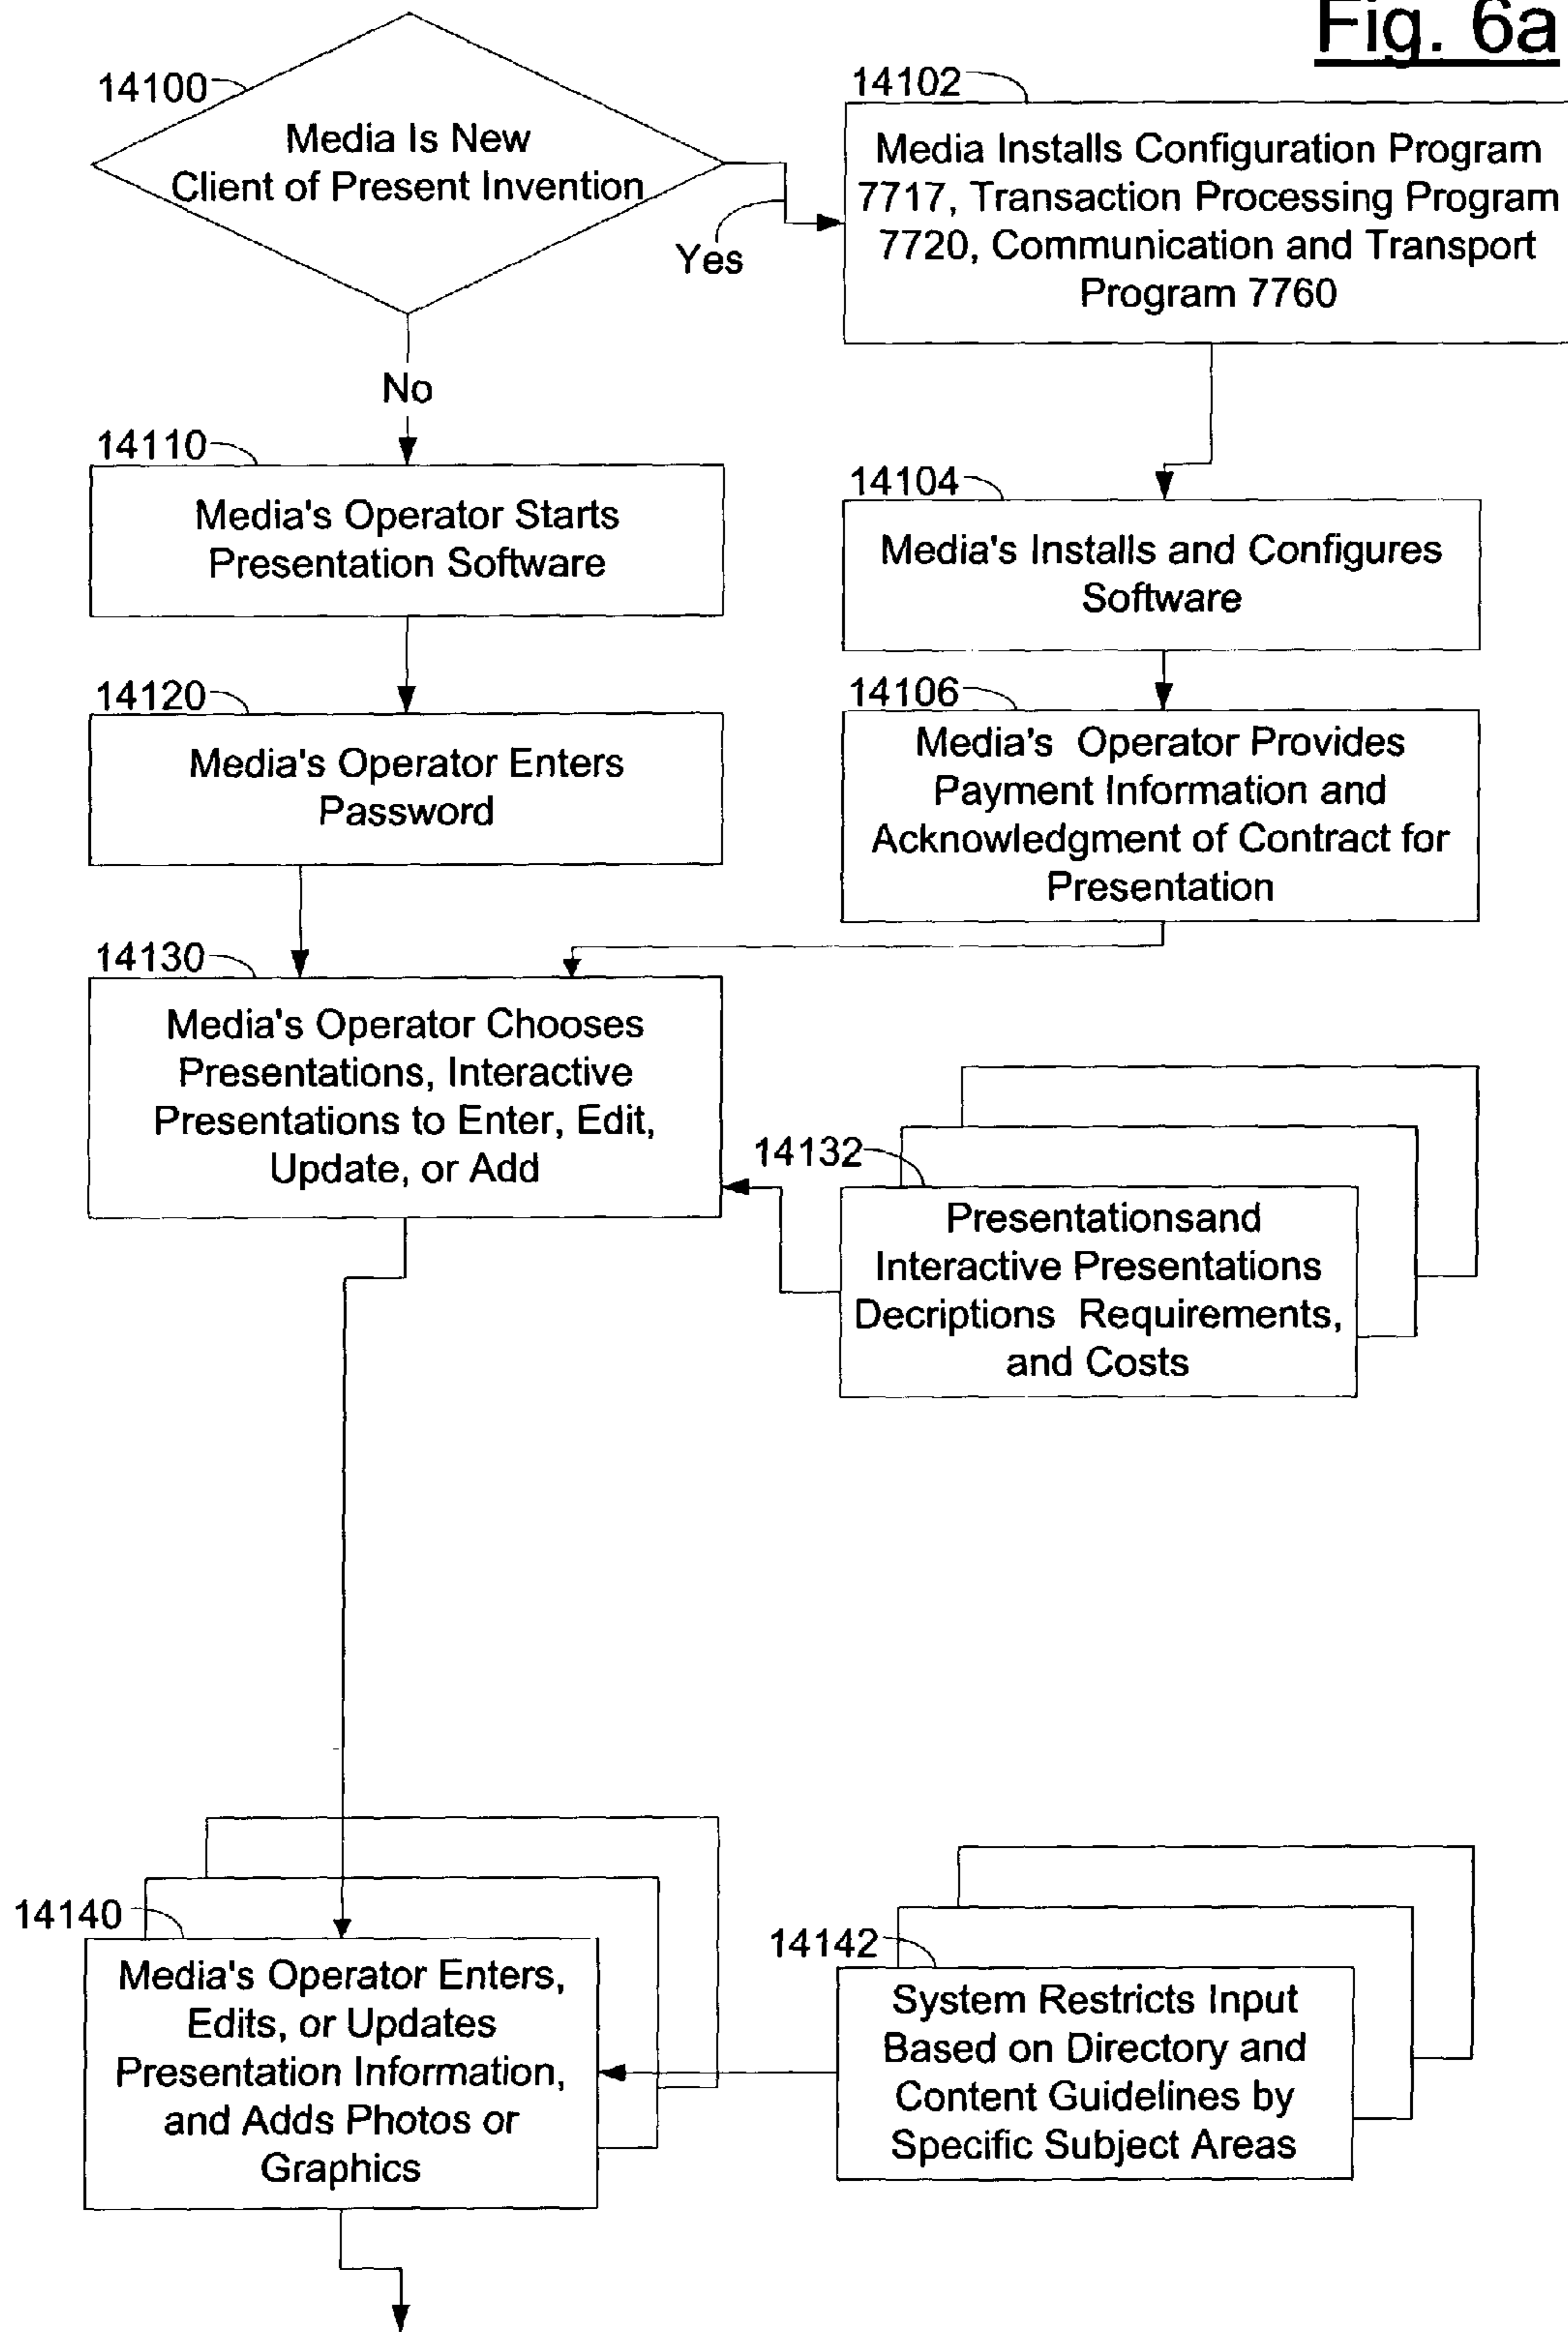 Fig. 6a
14100
Media Is New
Client of Present Invention
Yes
No
14102
Media Installs Configuration Program
7717, Transaction Processing Program
7720, Communication and Transport
Program 7760
14110
Media's Operator Starts
Presentation Software
14104
Media's Installs and Configures
Software
14120
Media's Operator Enters
Password
14106
Media's Operator Provides
Payment Information and
Acknowledgment of Contract for
Presentation
14130
Media's Operator Chooses
Presentations, Interactive
Presentations to Enter, Edit,
Update, or Add
14132
Presentationsand
Interactive Presentations
Decriptions Requirements,
and Costs
14140
Media's Operator Enters,
Edits, or Updates
Presentation Information,
and Adds Photos or
Graphics
14142
System Restricts Input
Based on Directory and
Content Guidelines by
Specific Subject Areas